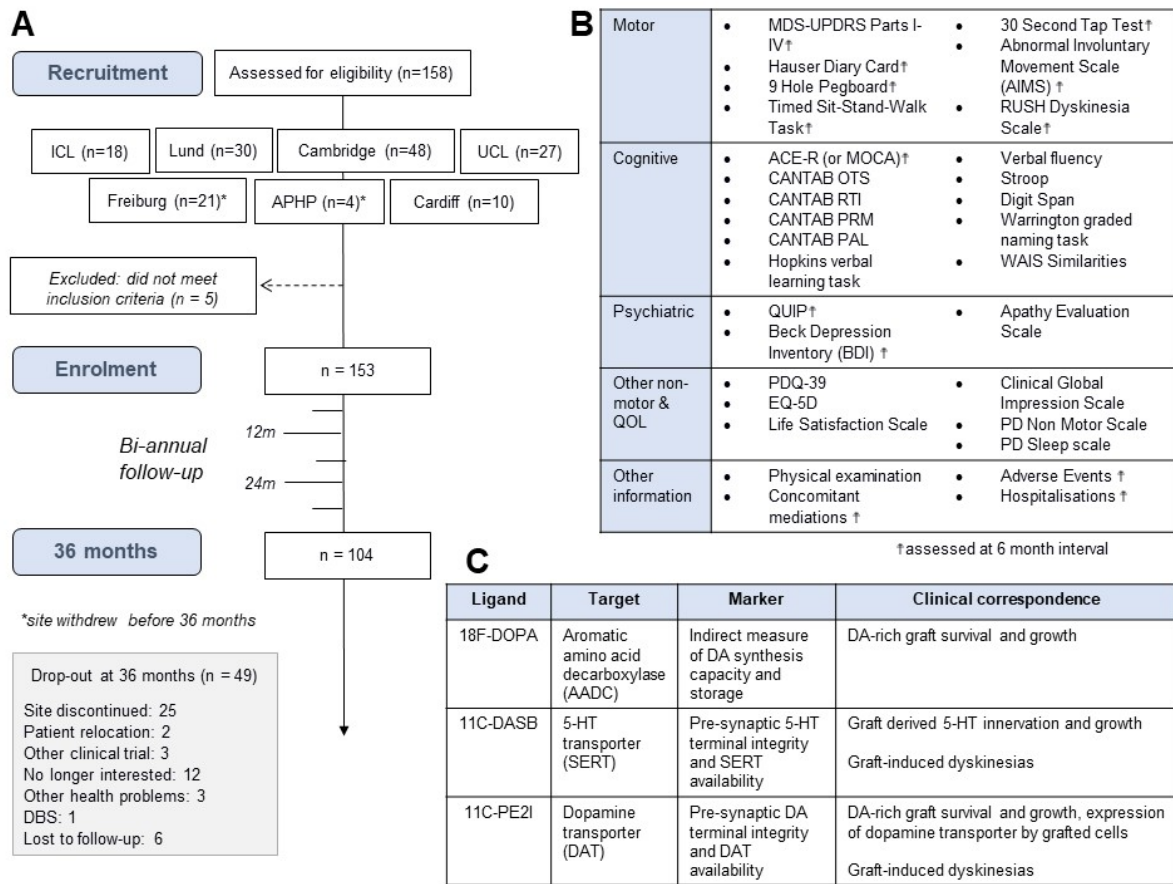 A
Recruitment
Assessed for eligibility (n=158)
ICL (n=18)
Lund (n=30)
Cambridge (n=48)
UCL (n=27)
Freiburg (n=21)*
APHP (n=4)*
Cardiff (n=10)
Excluded: did not meet
inclusion criteria (n = 5)
Enrolment
n = 153
12m
Bi-annual
follow-up
24m
36 months
n = 104
*site withdrew before 36 months
Drop-out at 36 months (n = 49)
Site discontinued: 25
Patient relocation: 2
Other clinical trial: 3
No longer interested: 12
Other health problems: 3
DBS: 1
Lost to follow-up: 6
B
Motor
• MDS-UPDRS Parts I-
IV†
• Hauser Diary Card†
• 9 Hole Pegboard†
• Timed Sit-Stand-Walk
Task†
• 30 Second Tap Test†
• Abnormal Involuntary
Movement Scale
(AIMS) †
• RUSH Dyskinesia
Scale†
Cognitive
• ACE-R (or MOCA)†
• CANTAB OTS
• CANTAB RTI
• CANTAB PRM
• CANTAB PAL
• Hopkins verbal
learning task
• Verbal fluency
• Stroop
• Digit Span
• Warrington graded
naming task
• WAIS Similarities
Psychiatric
• QUIP†
• Beck Depression
Inventory (BDI) †
• Apathy Evaluation
Scale
Other non-
motor &
QOL
• PDQ-39
• EQ-5D
• Life Satisfaction Scale
• Clinical Global
Impression Scale
• PD Non Motor Scale
• PD Sleep scale
Other
information
• Physical examination
• Concomitant
mediations †
• Adverse Events †
• Hospitalisations †
†assessed at 6 month interval
C
Ligand
Target
Marker
Clinical correspondence
18F-DOPA
Aromatic
amino acid
decarboxylase
(AADC)
Indirect measure
of DA synthesis
capacity and
storage
DA-rich graft survival and growth
11C-DASB
5-HT
transporter
(SERT)
Pre-synaptic 5-HT
terminal integrity
and SERT
availability
Graft derived 5-HT innervation and growth
Graft-induced dyskinesias
11C-PE2I
Dopamine
transporter
(DAT)
Pre-synaptic DA
terminal integrity
and DAT
availability
DA-rich graft survival and growth, expression
of dopamine transporter by grafted cells
Graft-induced dyskinesias